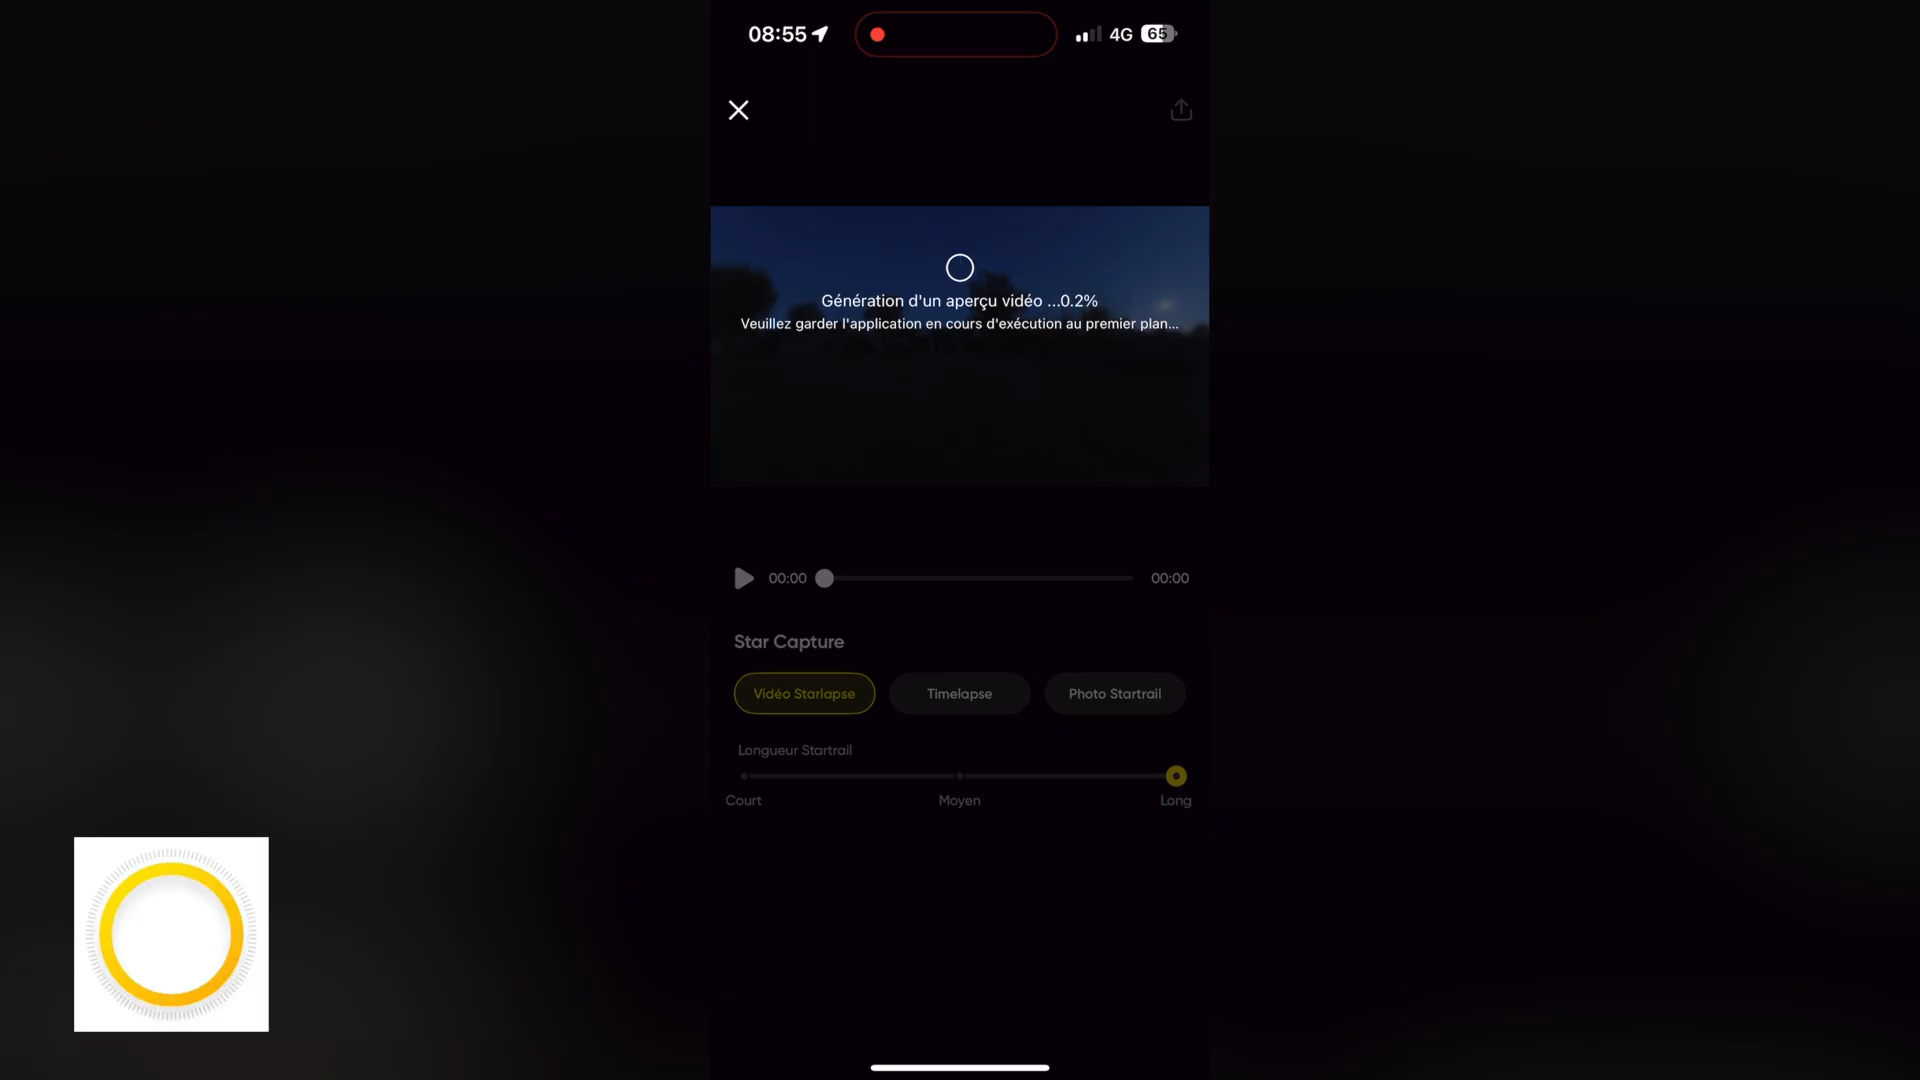 08:55
4G 65
Génération d'un aperçu vidéo ...0.2%
Veuillez garder l'application en cours d'exécution au premier plan...
00:00
00:00
Star Capture
Vidéo Starlapse
Timelapse
Photo Startrail
Longueur Startrail
Court
Moyen
Long